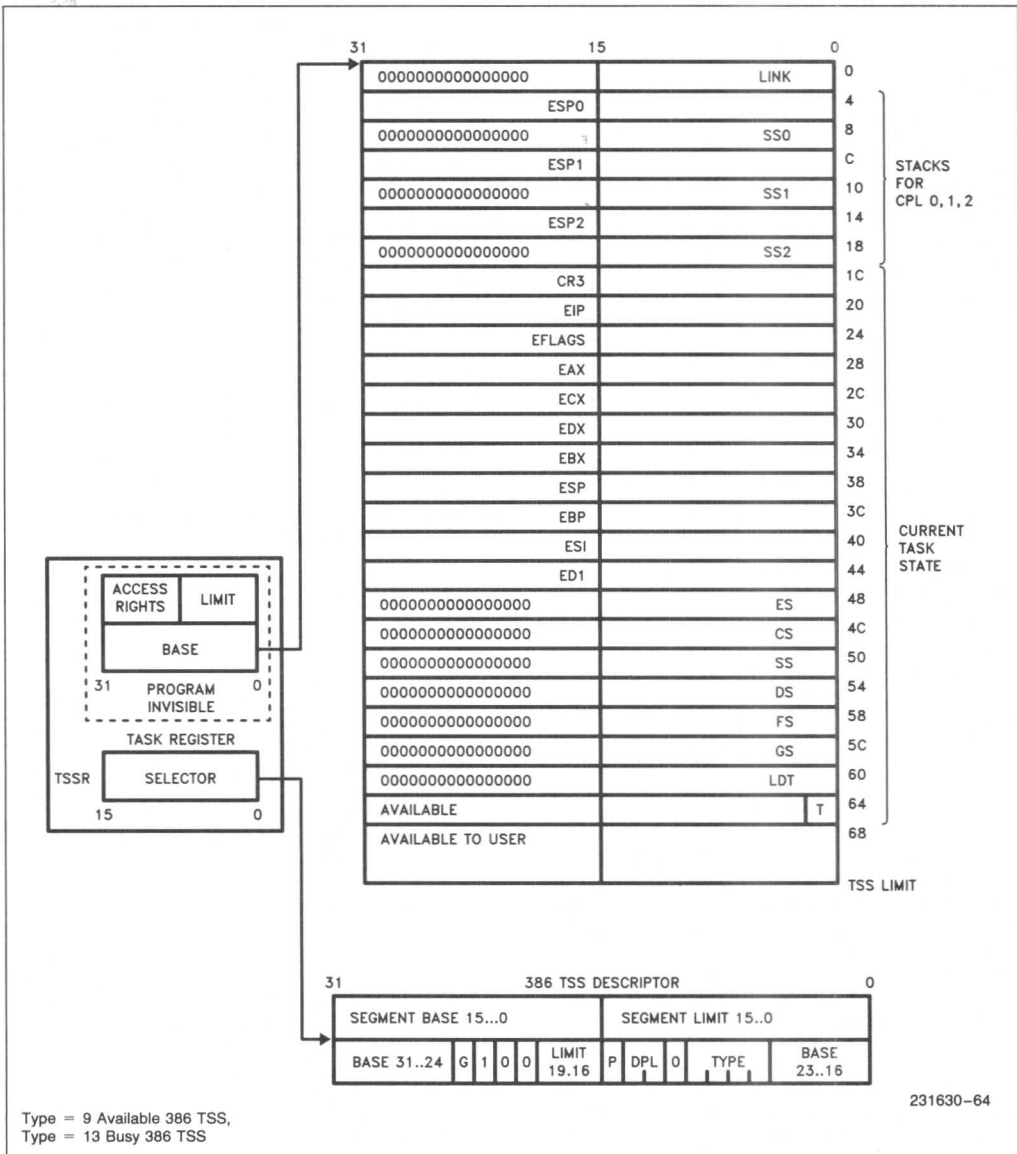 31 15 0
0000000000000000 LINK 0
ESP0 4
0000000000000000 SS0 8
ESP1 C
0000000000000000 SS1 10
ESP2 14
0000000000000000 SS2 18
STACKS
FOR
CPL 0, 1, 2
CR3 1C
EIP 20
EFLAGS 24
EAX 28
ECX 2C
EDX 30
EBX 34
ESP 38
EBP 3C
ESI 40
ED1 44
0000000000000000 ES 48
0000000000000000 CS 4C
0000000000000000 SS 50
0000000000000000 DS 54
0000000000000000 FS 58
0000000000000000 GS 5C
0000000000000000 LDT 60
AVAILABLE T 64
AVAILABLE TO USER 68
TSS LIMIT
CURRENT
TASK
STATE
ACCESS
RIGHTS
LIMIT
BASE
31 0
PROGRAM
INVISIBLE
TASK REGISTER
TSSR SELECTOR
15 0
31 386 TSS DESCRIPTOR 0
SEGMENT BASE 15...0 SEGMENT LIMIT 15..0
BASE 31..24 G 1 0 0 LIMIT 19.16 P DPL 0 TYPE BASE 23..16
231630–64
Type = 9 Available 386 TSS,
Type = 13 Busy 386 TSS